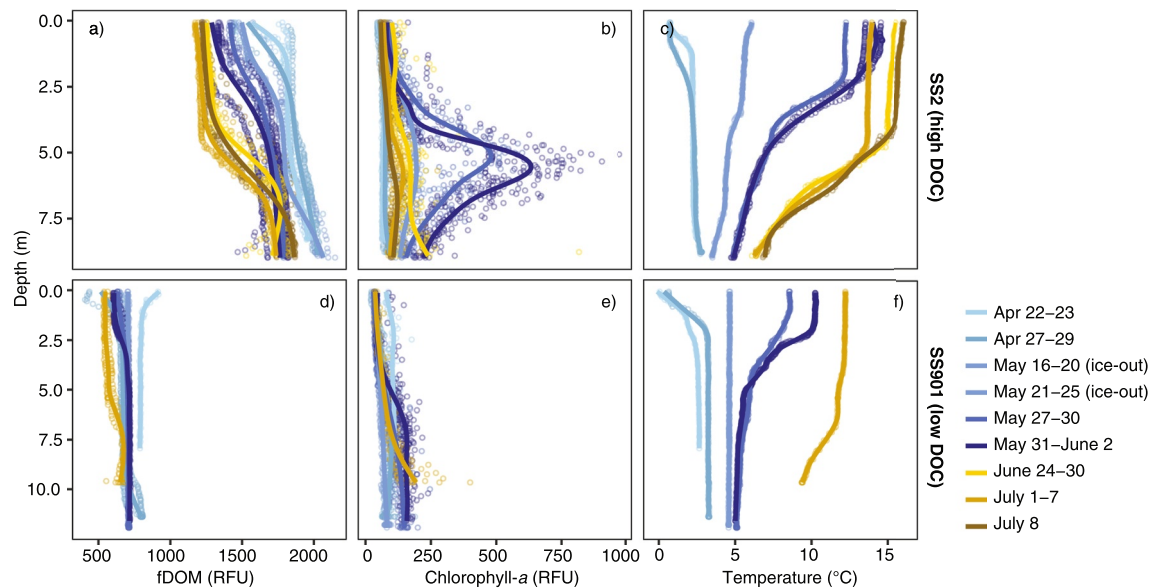 a)
b)
c)
0.0
2.5
5.0
7.5
SS2 (high DOC)
Depth (m)
d)
e)
f)
0.0
2.5
5.0
7.5
10.0
SS901 (low DOC)
500 1000 1500 2000
0 250 500 750 1000
0 5 10 15
fDOM (RFU)
Chlorophyll-a (RFU)
Temperature (°C)
Apr 22–23
Apr 27–29
May 16–20 (ice-out)
May 21–25 (ice-out)
May 27–30
May 31–June 2
June 24–30
July 1–7
July 8